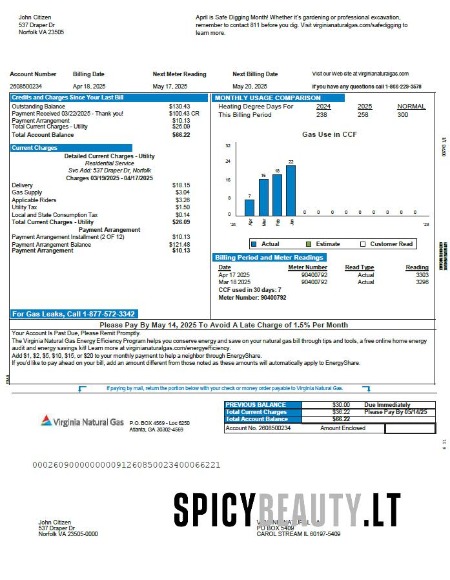 John Citizen
537 Draper Dr
Norfolk VA 23505
April is Safe Digging Month! Whether it's gardening or professional excavation,
remember to contact 811 before you dig. Visit virginianaturalgas.com/safedigging to
learn more.
Account Number Billing Date Next Meter Reading Next Billing Date Visit our Web site at virginianaturalgas.com
2608500234 Apr 18, 2025 May 17, 2025 May 20, 2025 If you have any questions call 1-866-229-3578
Credits and Charges Since Your Last Bill
Outstanding Balance $130.43
Payment Received 03/22/2025 - Thank you! $100.43 CR
Payment Arrangement $10.13
Total Current Charges - Utility $26.09
Total Account Balance $66.22
Current Charges
Detailed Current Charges - Utility
Residential Service
Svc Add: 537 Draper Dr, Norfolk
Charges 03/19/2025 - 04/17/2025
Delivery $18.15
Gas Supply $3.04
Applicable Riders $3.26
Utility Tax $1.50
Local and State Consumption Tax $0.14
Total Current Charges - Utility $26.09
Payment Arrangement
Payment Arrangement Installment (2 OF 12) $10.13
Payment Arrangement Balance $121.48
Payment Arrangement $10.13
MONTHLY USAGE COMPARISON
Heating Degree Days For 2024 2025 NORMAL
This Billing Period 238 258 300
Gas Use in CCF
32
24
16
8
0
7 16 18 22 0 0 0 0 0 0 0 0 0
'25 Apr Mar Feb Jan '25
Actual Estimate Customer Read
Billing Period and Meter Readings
Date Meter Number Read Type Reading
Apr 17 2025 90400792 Actual 3303
Mar 18 2025 90400792 Actual 3296
CCF used in 30 days: 7
Meter Number: 90400792
For Gas Leaks, Call 1-877-572-3342
Please Pay By May 14, 2025 To Avoid A Late Charge of 1.5% Per Month
Your Account Is Past Due, Please Remit Promptly.
The Virginia Natural Gas Energy Efficiency Program helps you conserve energy and save on your natural gas bill through tips and tools, a free online home energy
audit and energy savings kit! Learn more at virginianaturalgas.com/energyefficiency.
Add $1, $2, $5, $10, $15, or $20 to your monthly payment to help a neighbor through EnergyShare.
If you'd like to pay ahead on your bill, add an amount different from those noted as these amounts will automatically apply to EnergyShare.
If paying by mail, return the portion below with your check or money order payable to Virginia Natural Gas.
Virginia Natural Gas
P.O. BOX 4569 - Loc 6250
Atlanta, GA 30302-4569
PREVIOUS BALANCE $30.00 Due Immediately
Total Current Charges $36.22 Please Pay By 05/14/25
Total Account Balance $66.22
Account No. 2608500234 Amount Enclosed
SPICYBEAUTY.LT
John Citizen
537 Draper Dr
Norfolk VA 23505-0000
PO BOX 5409
CAROL STREAM IL 60197-5409